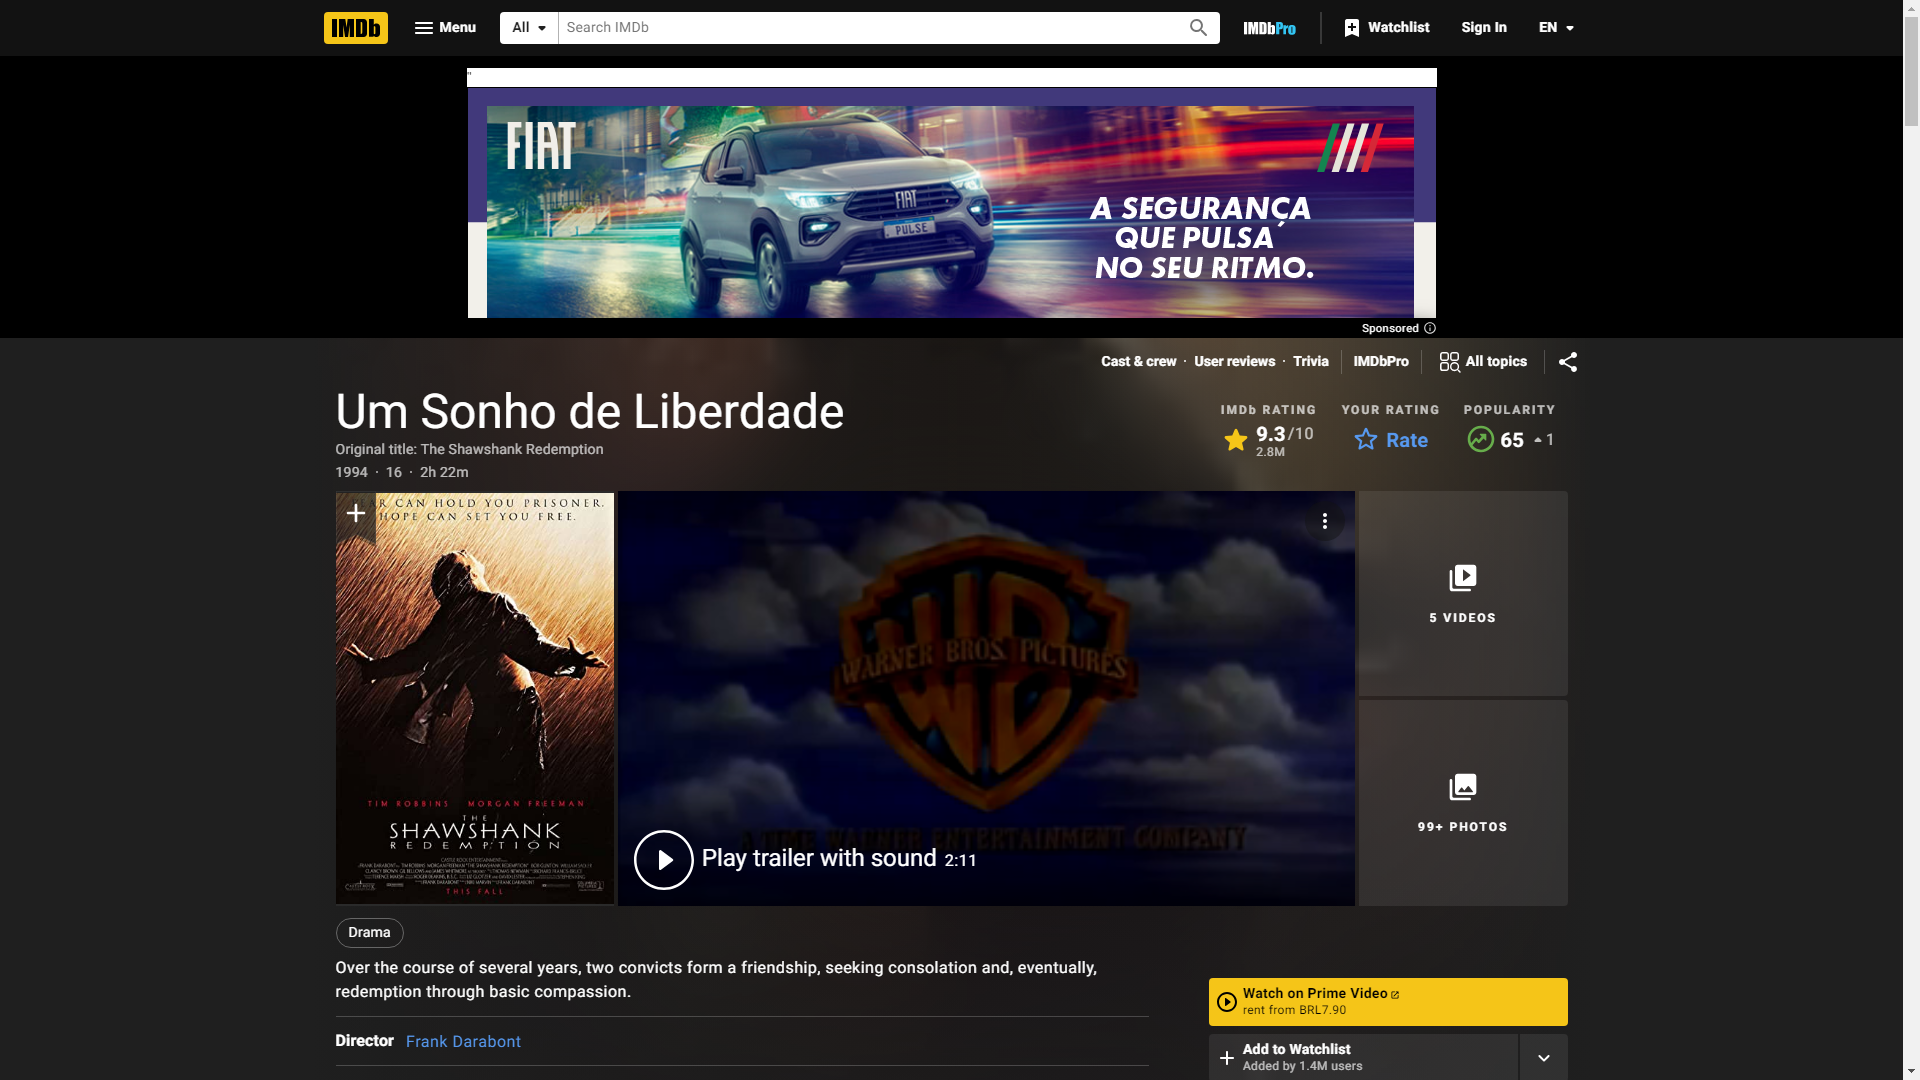 IMDb
Menu
All
Search IMDb
IMDbPro
Watchlist
Sign In
EN
"
FIAT
FIAT
PULSE
A SEGURANÇA
QUE PULSA
NO SEU RITMO.
Sponsored
Cast & crew · User reviews · Trivia
IMDbPro
All topics
Um Sonho de Liberdade
Original title: The Shawshank Redemption
1994 · 16 · 2h 22m
IMDb RATING
9.3/10
2.8M
YOUR RATING
Rate
POPULARITY
65
1
CAN HOLD YOU PRISONER.
HOPE CAN SET YOU FREE.
TIM ROBBINS MORGAN FREEMAN
THE
SHAWSHANK
REDEMPTION
THIS FALL
WARNER BROS. PICTURES
A TIME WARNER ENTERTAINMENT COMPANY
Play trailer with sound 2:11
5 VIDEOS
99+ PHOTOS
Drama
Over the course of several years, two convicts form a friendship, seeking consolation and, eventually,
redemption through basic compassion.
Director Frank Darabont
Watch on Prime Video
rent from BRL7.90
Add to Watchlist
Added by 1.4M users